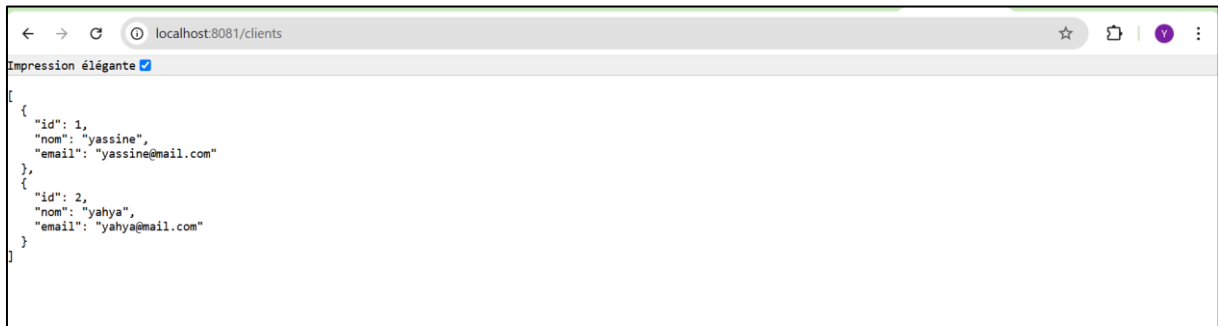 localhost:8081/clients
Y
Impression élégante
[
  {
    "id": 1,
    "nom": "yassine",
    "email": "yassine@mail.com"
  },
  {
    "id": 2,
    "nom": "yahya",
    "email": "yahya@mail.com"
  }
]